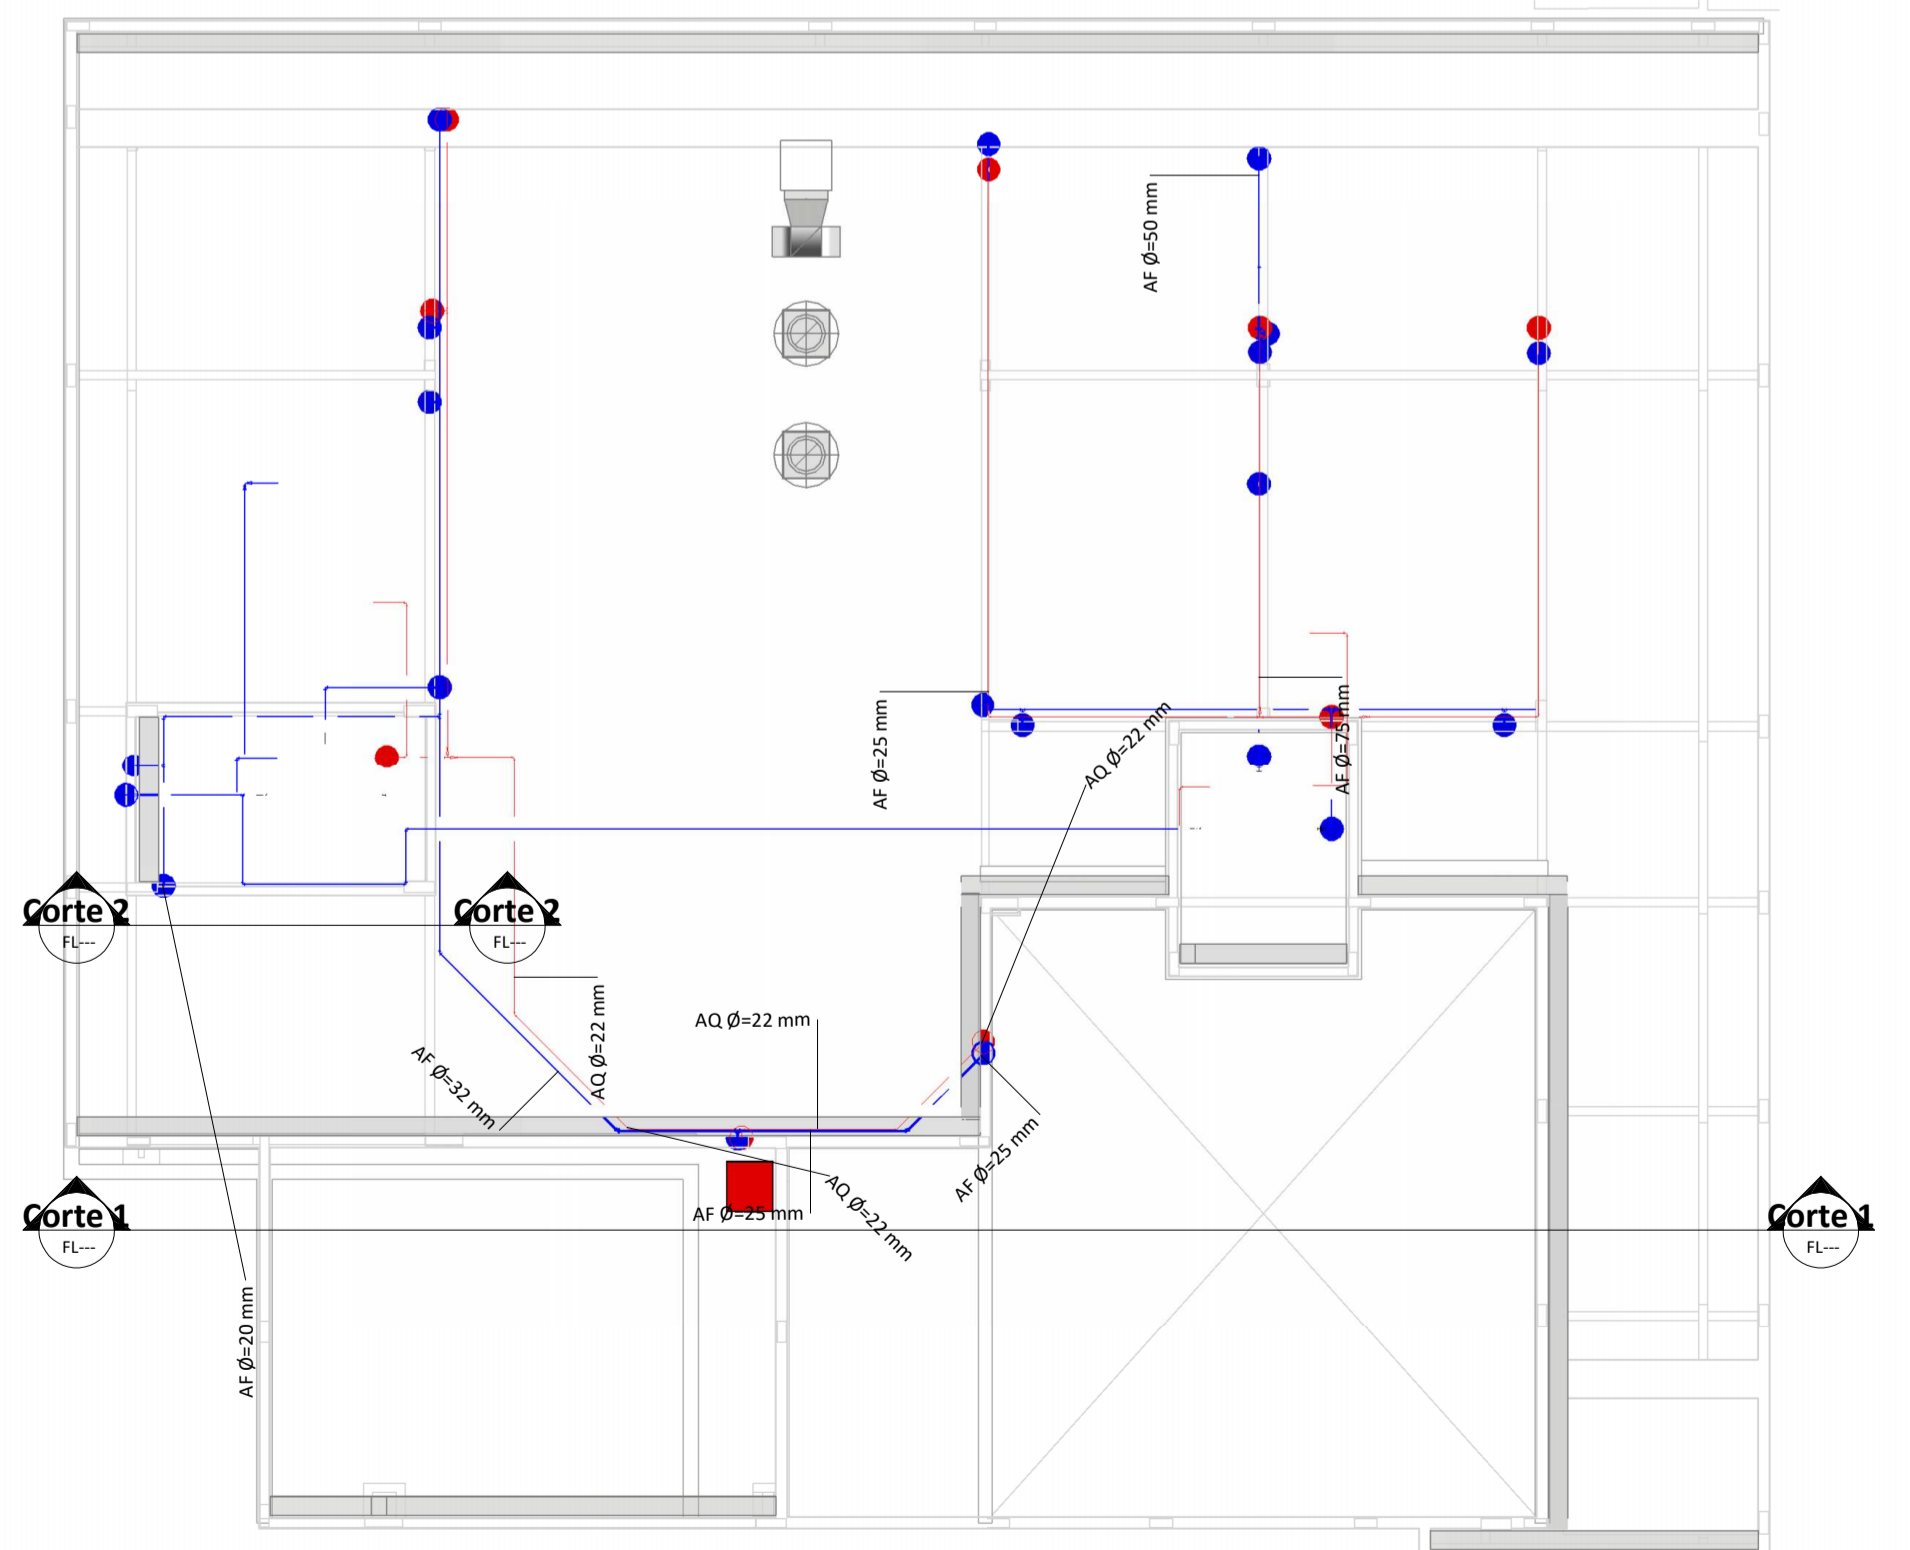 AF Ø=50 mm
AF Ø=25 mm
AQ Ø=22 mm
AF Ø=75 mm
Corte 2
FL---
Corte 2
FL---
AF Ø=32 mm
AQ Ø=22 mm
AQ Ø=22 mm
AF Ø=25 mm
AQ Ø=22 mm
AF Ø=25 mm
Corte 1
FL---
Corte 1
FL---
AF Ø=20 mm